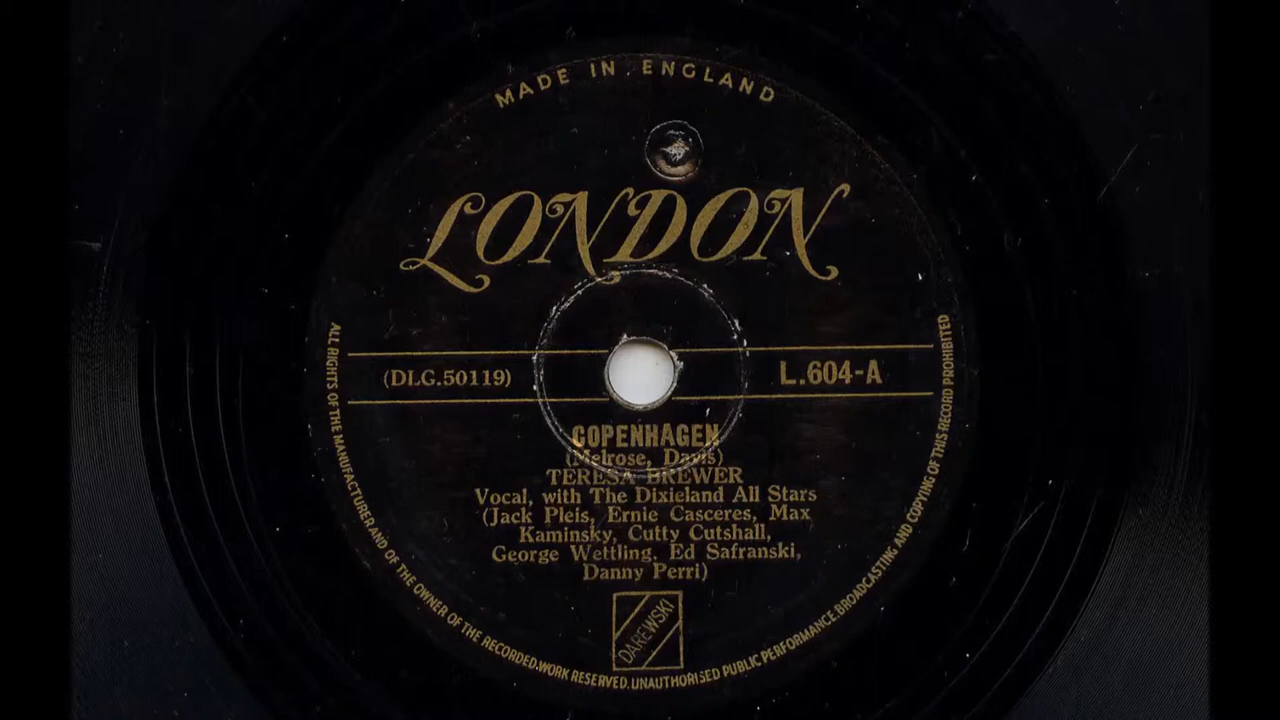 MADE IN ENGLAND
LONDON
(DLG.50119)
L.604-A
COPENHAGEN
(Melrose, Davis)
TERESA BREWER
Vocal, with The Dixieland All Stars
(Jack Pleis, Ernie Casceres, Max
Kaminsky, Cutty Cutshall,
George Wettling, Ed Safranski,
Danny Perri)
DAREWSKI
ALL RIGHTS OF THE MANUFACTURER AND OF THE OWNER OF THE RECORDED WORK RESERVED. UNAUTHORISED PUBLIC PERFORMANCE. BROADCASTING AND COPYING OF THIS RECORD PROHIBITED